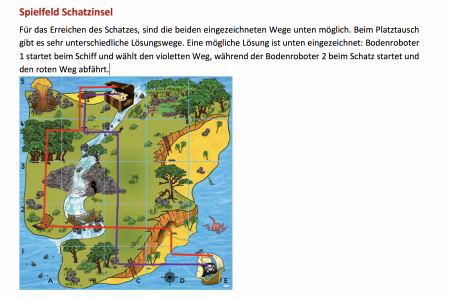 Spielfeld Schatzinsel
Für das Erreichen des Schatzes, sind die beiden eingezeichneten Wege unten möglich. Beim Platztausch
gibt es sehr unterschiedliche Lösungswege. Eine mögliche Lösung ist unten eingezeichnet: Bodenroboter
1 startet beim Schiff und wählt den violetten Weg, während der Bodenroboter 2 beim Schatz startet und
den roten Weg abfährt.
5
4
3
2
1
A B C D E